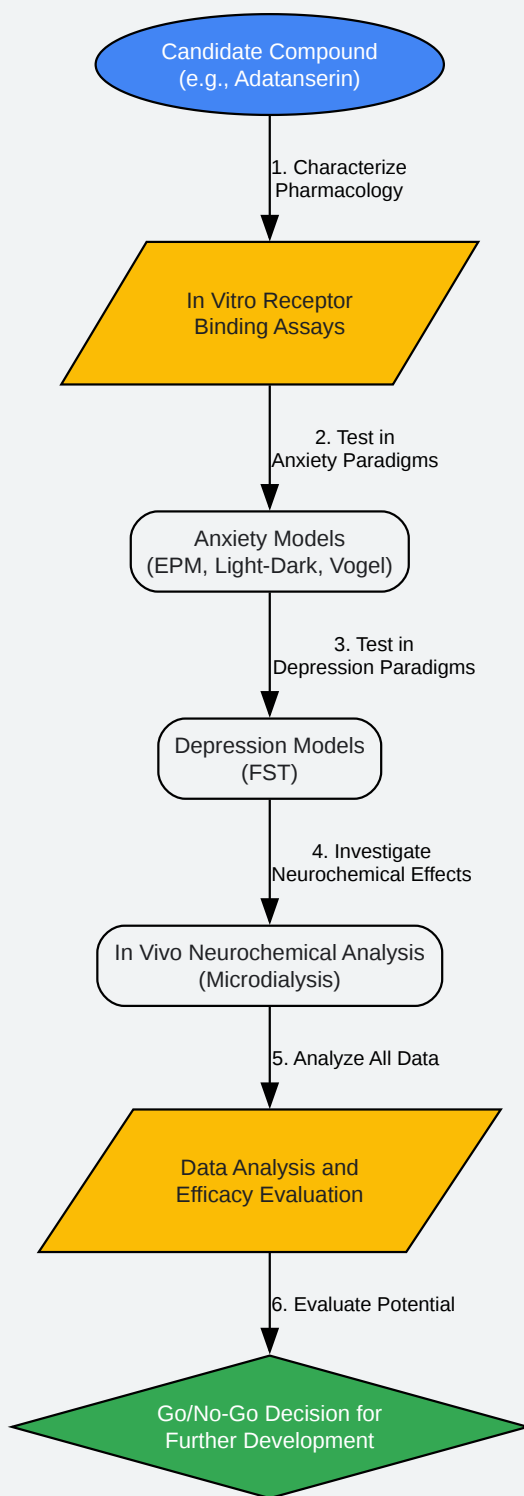 Candidate Compound
(e.g., Adatanserin)
1. Characterize
Pharmacology
In Vitro Receptor
Binding Assays
2. Test in
Anxiety Paradigms
Anxiety Models
(EPM, Light-Dark, Vogel)
3. Test in
Depression Paradigms
Depression Models
(FST)
4. Investigate
Neurochemical Effects
In Vivo Neurochemical Analysis
(Microdialysis)
5. Analyze All Data
Data Analysis and
Efficacy Evaluation
6. Evaluate Potential
Go/No-Go Decision for
Further Development